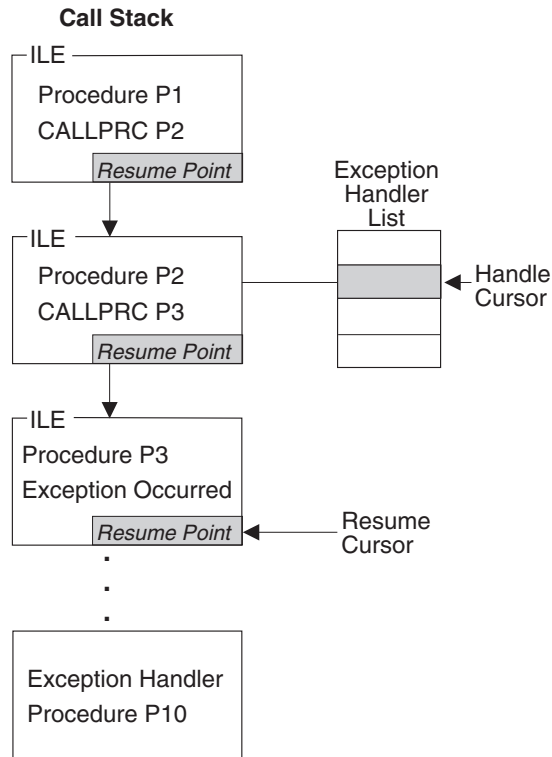 Call Stack
ILE
Procedure P1
CALLPRC P2
Resume Point
Exception
Handler
List
ILE
Procedure P2
CALLPRC P3
Resume Point
Handle
Cursor
ILE
Procedure P3
Exception Occurred
Resume Point
Resume
Cursor
Exception Handler
Procedure P10